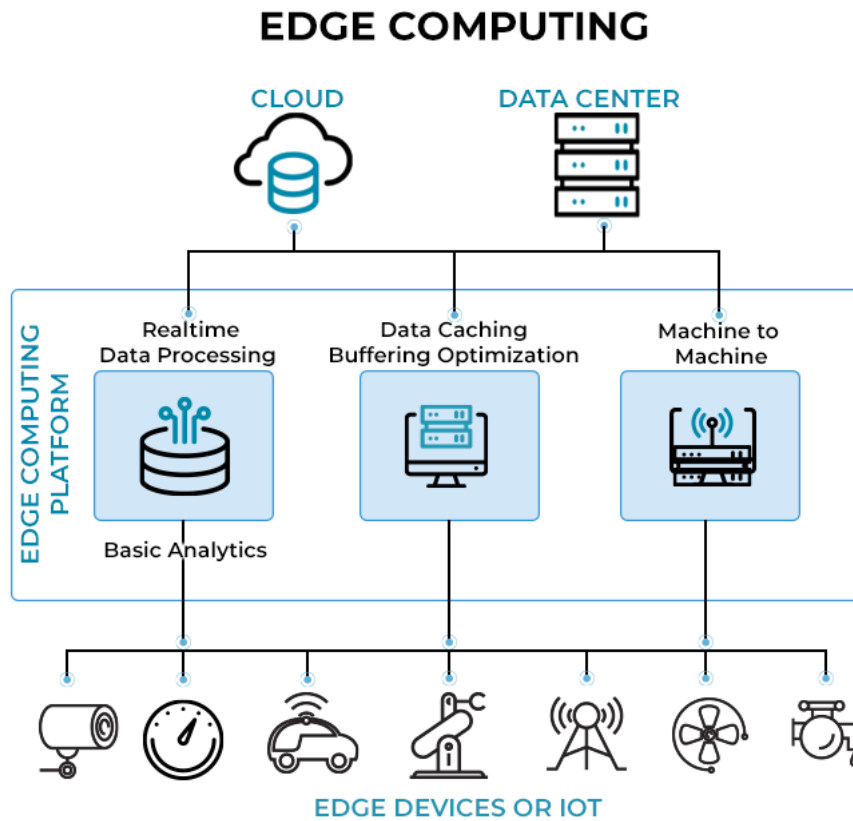 EDGE COMPUTING
CLOUD
DATA CENTER
EDGE COMPUTING
PLATFORM
Realtime
Data Processing
Data Caching
Buffering Optimization
Machine to
Machine
Basic Analytics
EDGE DEVICES OR IOT